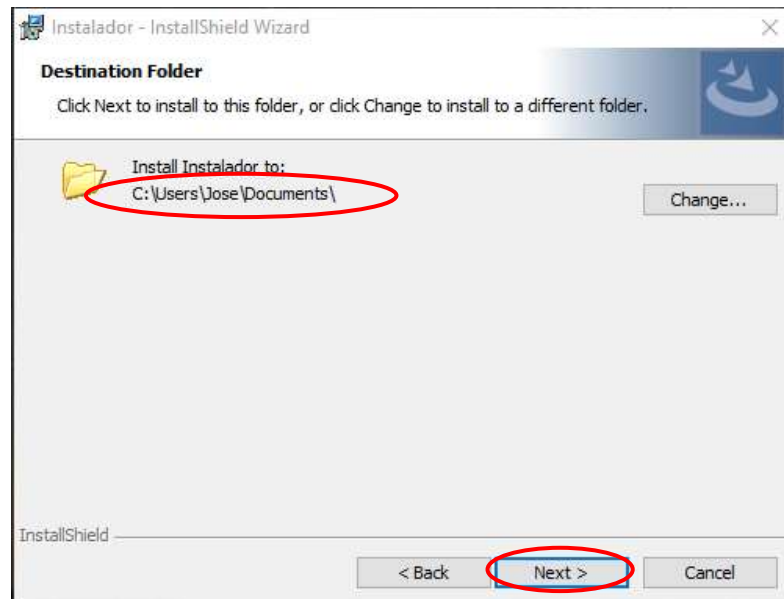 Instalador - InstallShield Wizard
Destination Folder
Click Next to install to this folder, or click Change to install to a different folder.
Install Instalador to:
C:\Users\Jose\Documents\
Change...
InstallShield
< Back
Next >
Cancel